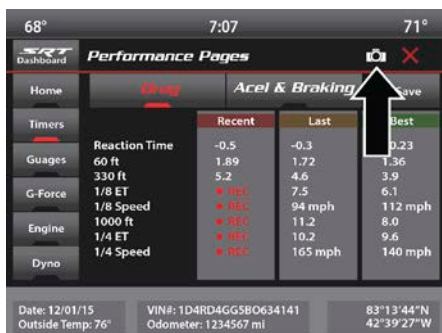 68° 7:07 71°
SRT Performance Pages
Dashboard
Home Drag Acel & Braking Save
Timers Recent Last Best
Reaction Time -0.5 -0.3 -0.23
60 ft 1.89 1.72 1.36
Guages 330 ft 5.2 4.6 3.9
1/8 ET REC 7.5 6.1
G-Force 1/8 Speed REC 94 mph 112 mph
1000 ft REC 11.2 8.0
Engine 1/4 ET REC 10.2 9.6
1/4 Speed REC 165 mph 140 mph
Dyno
Date: 12/01/15 VIN#: 1D4RD4GG5BO634141 83°13'44"N
Outside Temp: 76° Odometer: 1234567 mi 42°39'27"W